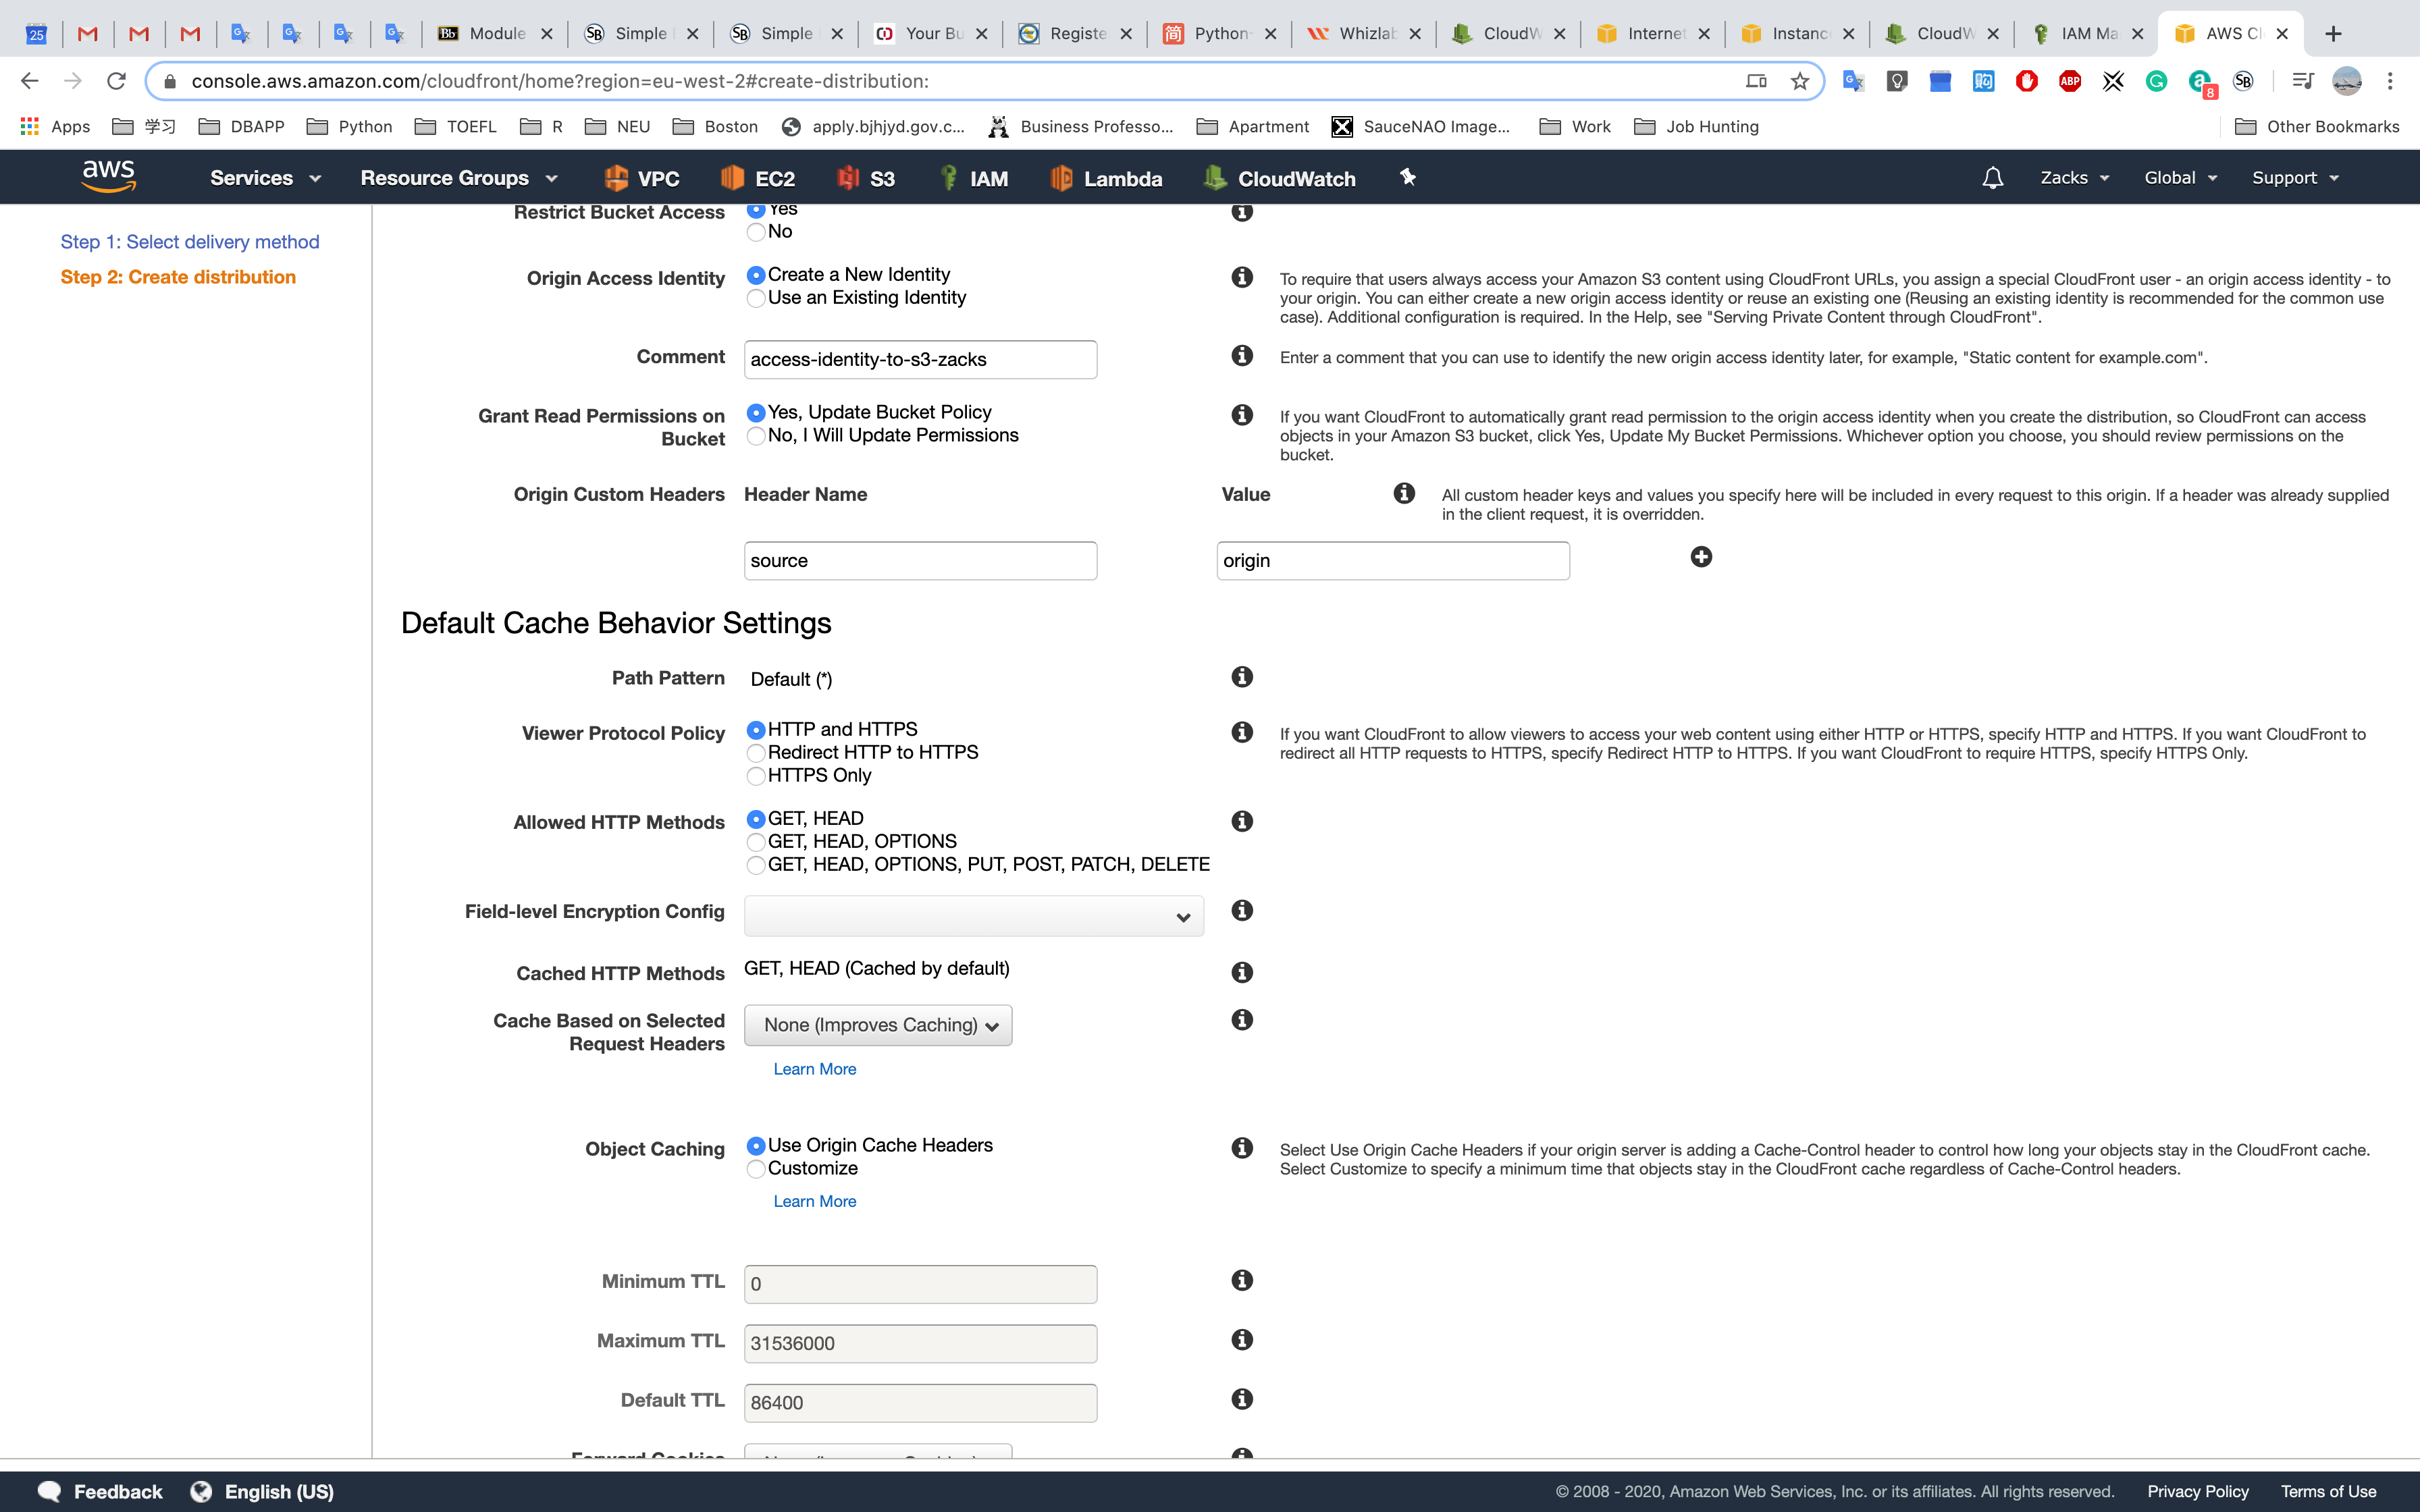 25
Module
Simple
Simple
Your Bu
Registe
Python-
Whizlab
CloudW
Internet
Instanc
CloudW
IAM Ma
AWS Cl
console.aws.amazon.com/cloudfront/home?region=eu-west-2#create-distribution:
ABP
8
Apps
学习
DBAPP
Python
TOEFL
R
NEU
Boston
apply.bjhjyd.gov.c...
Business Professo...
Apartment
SauceNAO Image...
Work
Job Hunting
Other Bookmarks
aws
Services
Resource Groups
VPC
EC2
S3
IAM
Lambda
CloudWatch
Zacks
Global
Support
Step 1: Select delivery method
Step 2: Create distribution
Restrict Bucket Access
Yes
No
Origin Access Identity
Create a New Identity
Use an Existing Identity
To require that users always access your Amazon S3 content using CloudFront URLs, you assign a special CloudFront user - an origin access identity - to
your origin. You can either create a new origin access identity or reuse an existing one (Reusing an existing identity is recommended for the common use
case). Additional configuration is required. In the Help, see "Serving Private Content through CloudFront".
Comment
access-identity-to-s3-zacks
Enter a comment that you can use to identify the new origin access identity later, for example, "Static content for example.com".
Grant Read Permissions on
Bucket
Yes, Update Bucket Policy
No, I Will Update Permissions
If you want CloudFront to automatically grant read permission to the origin access identity when you create the distribution, so CloudFront can access
objects in your Amazon S3 bucket, click Yes, Update My Bucket Permissions. Whichever option you choose, you should review permissions on the
bucket.
Origin Custom Headers
Header Name
Value
All custom header keys and values you specify here will be included in every request to this origin. If a header was already supplied
in the client request, it is overridden.
source
origin
Default Cache Behavior Settings
Path Pattern
Default (*)
Viewer Protocol Policy
HTTP and HTTPS
Redirect HTTP to HTTPS
HTTPS Only
If you want CloudFront to allow viewers to access your web content using either HTTP or HTTPS, specify HTTP and HTTPS. If you want CloudFront to
redirect all HTTP requests to HTTPS, specify Redirect HTTP to HTTPS. If you want CloudFront to require HTTPS, specify HTTPS Only.
Allowed HTTP Methods
GET, HEAD
GET, HEAD, OPTIONS
GET, HEAD, OPTIONS, PUT, POST, PATCH, DELETE
Field-level Encryption Config
Cached HTTP Methods
GET, HEAD (Cached by default)
Cache Based on Selected
Request Headers
None (Improves Caching)
Learn More
Object Caching
Use Origin Cache Headers
Customize
Learn More
Select Use Origin Cache Headers if your origin server is adding a Cache-Control header to control how long your objects stay in the CloudFront cache.
Select Customize to specify a minimum time that objects stay in the CloudFront cache regardless of Cache-Control headers.
Minimum TTL
0
Maximum TTL
31536000
Default TTL
86400
Forward Cookies
Feedback
English (US)
© 2008 - 2020, Amazon Web Services, Inc. or its affiliates. All rights reserved.
Privacy Policy
Terms of Use